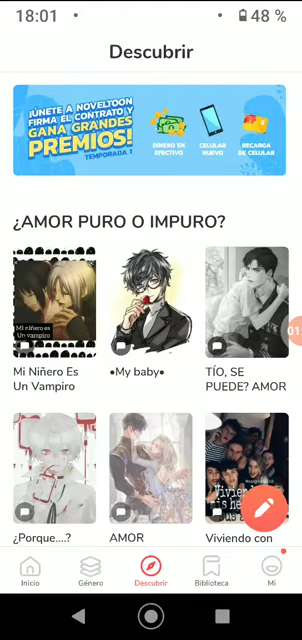 18:01
48 %
Descubrir
¡ÚNETE A NOVELTOON
FIRMA EL CONTRATO Y
GANA GRANDES
PREMIOS!
TEMPORADA 1
DINERO EN
EFECTIVO
CELULAR
NUEVO
RECARGA
DE CELULAR
¿AMOR PURO O IMPURO?
Mi niñero es
Un vampiro
Mi Niñero Es
Un Vampiro
•My baby•
TÍO, SE
PUEDE? AMOR
¿Porque....?
AMOR
Viviendo con
Inicio
Género
Descubrir
Biblioteca
Mi